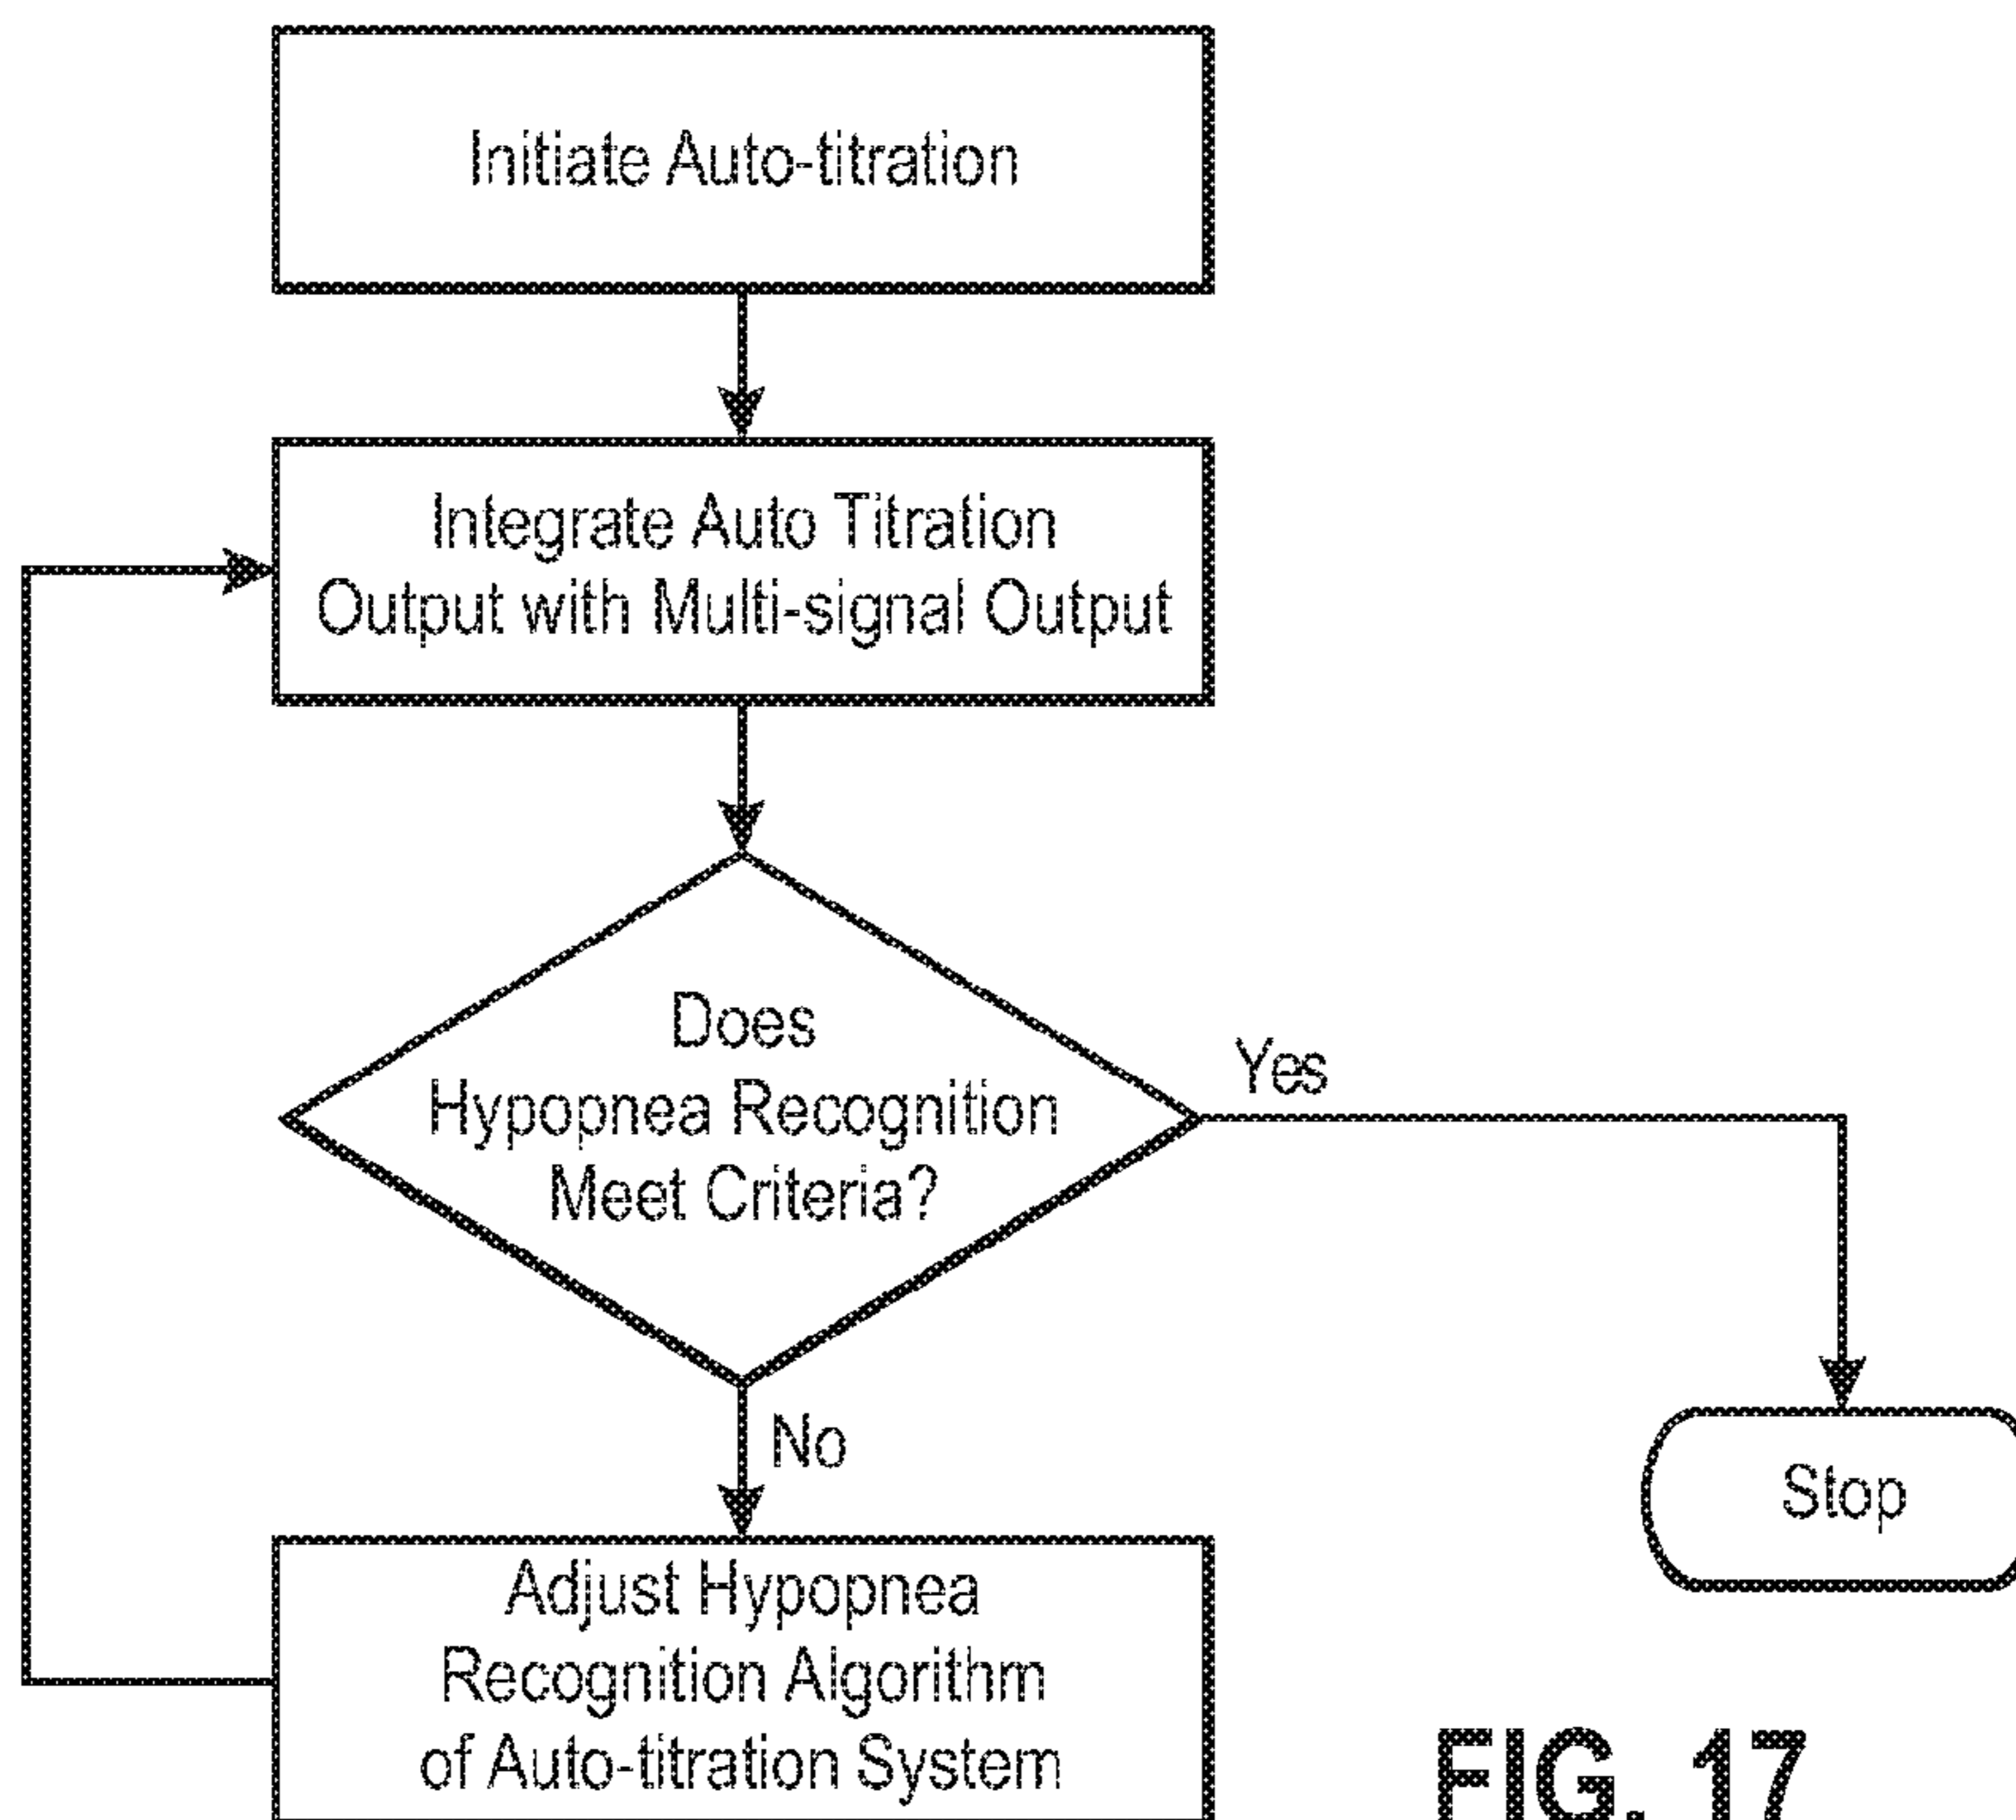 Initiate Auto-titration
Integrate Auto Titration
Output with Multi-signal Output
Does
Hypopnea Recognition
Meet Criteria?
Yes
No
Stop
Adjust Hypopnea
Recognition Algorithm
of Auto-titration System
FIG. 17